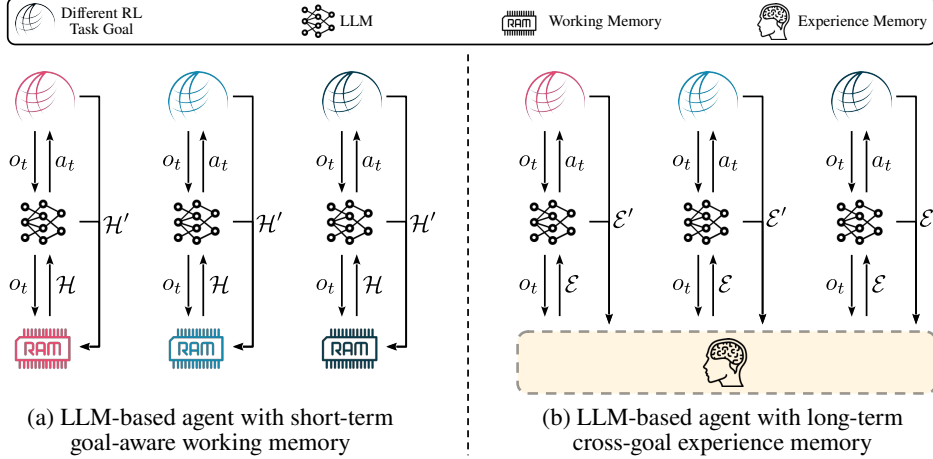 Different RL
Task Goal
LLM
RAM
Working Memory
Experience Memory
o_t a_t
o_t a_t
o_t a_t
ℋ′
ℋ′
ℋ′
o_t ℋ
o_t ℋ
o_t ℋ
RAM
RAM
RAM
(a) LLM-based agent with short-term
goal-aware working memory
o_t a_t
o_t a_t
o_t a_t
ℰ′
ℰ′
ℰ
o_t ℰ
o_t ℰ
o_t ℰ
(b) LLM-based agent with long-term
cross-goal experience memory